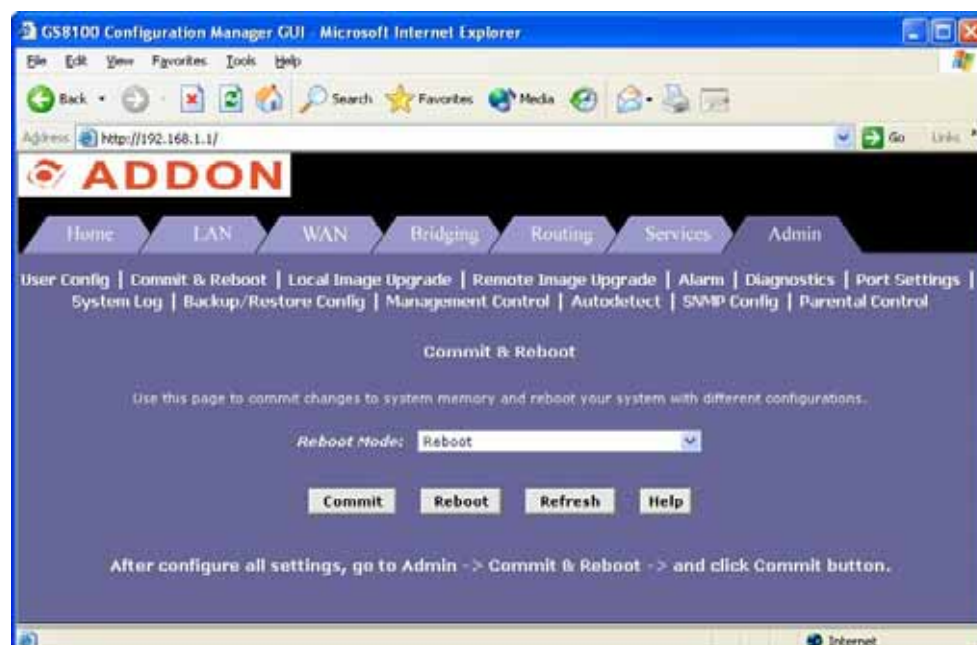 GS8100 Configuration Manager GUI - Microsoft Internet Explorer
File Edit View Favorites Tools Help
Back Search Favorites Media
Address http://192.168.1.1/ Go Links »
ADDON
Home LAN WAN Bridging Routing Services Admin
User Config | Commit & Reboot | Local Image Upgrade | Remote Image Upgrade | Alarm | Diagnostics | Port Settings |
System Log | Backup/Restore Config | Management Control | Autodetect | SNMP Config | Parental Control
Commit & Reboot
Use this page to commit changes to system memory and reboot your system with different configurations.
Reboot Mode: Reboot
Commit Reboot Refresh Help
After configure all settings, go to Admin -> Commit & Reboot -> and click Commit button.
Internet